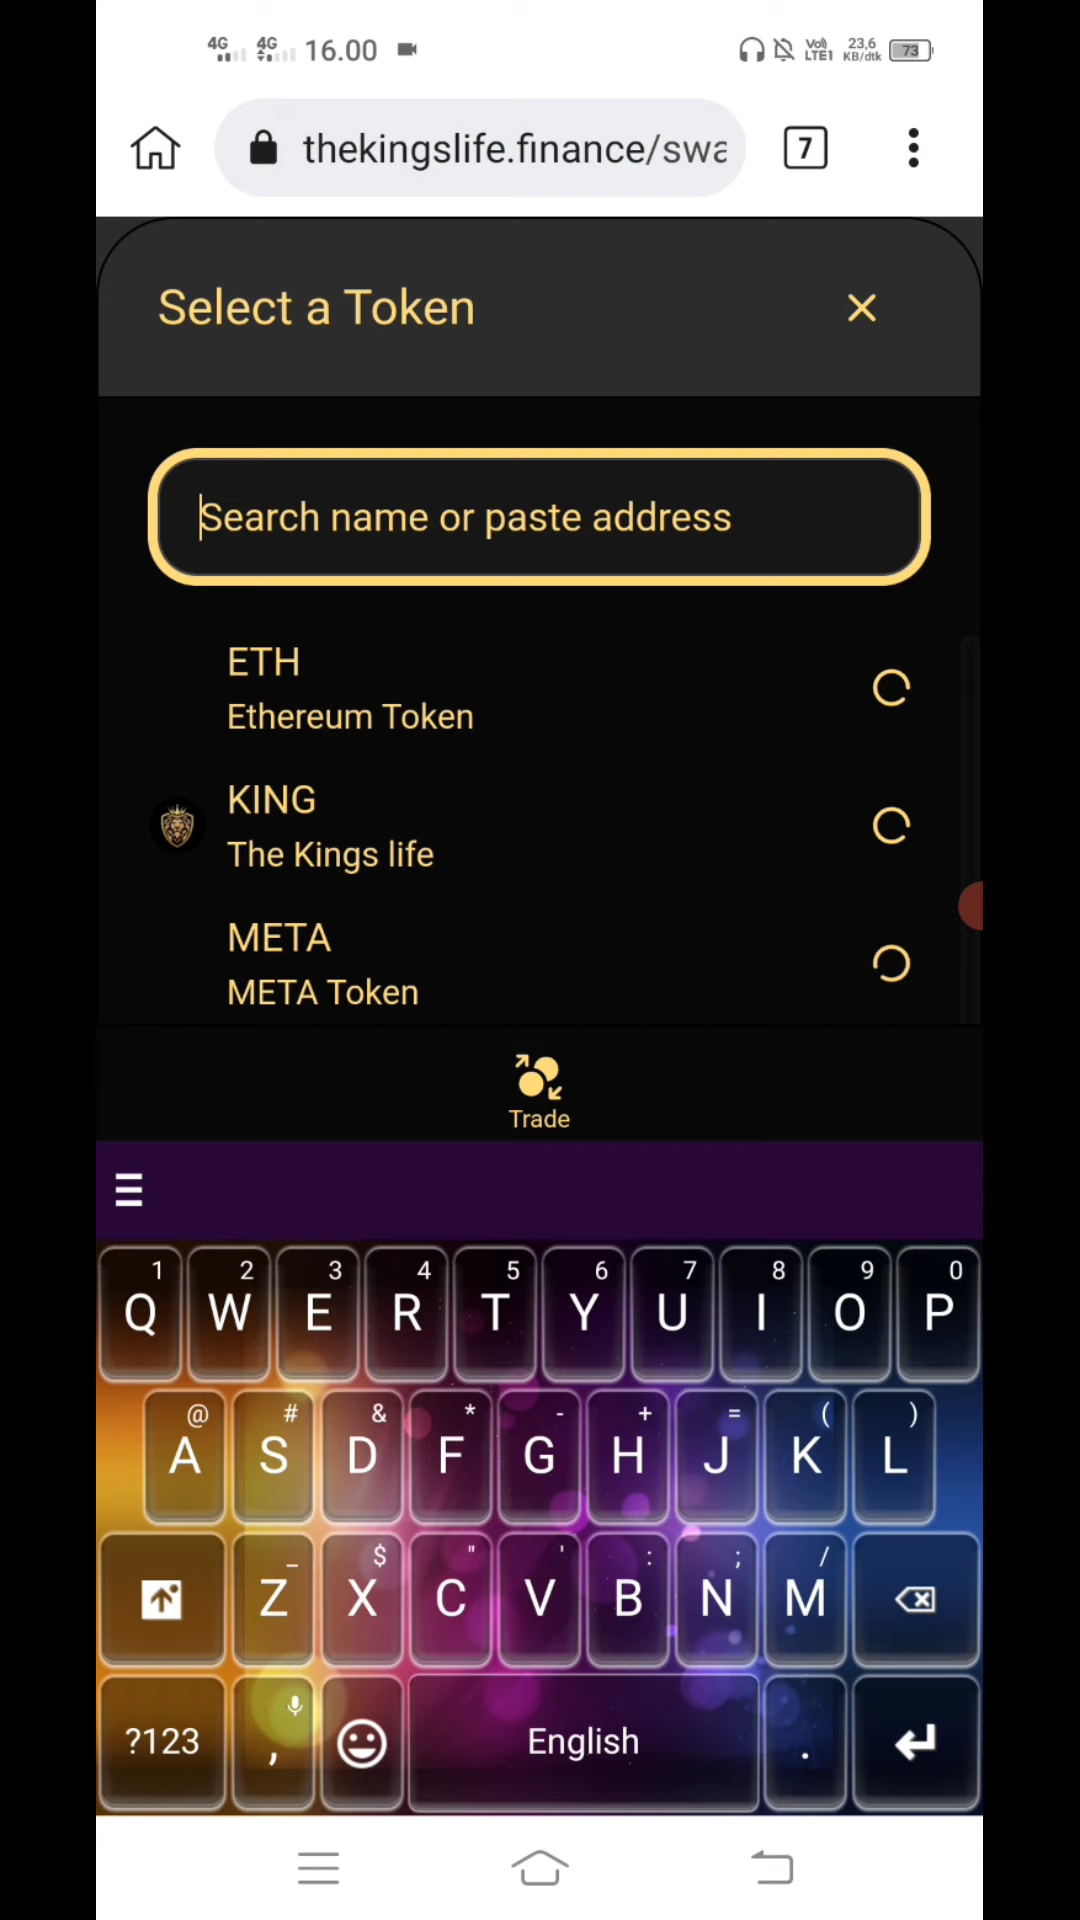 4G 4G 16.00 VoI) LTE1 23,6 KB/dtk 73
thekingslife.finance/swa 7
Select a Token
Search name or paste address
ETH
Ethereum Token
KING
The Kings life
META
META Token
Trade
1 2 3 4 5 6 7 8 9 0
Q W E R T Y U I O P
@ # & * - + = ( )
A S D F G H J K L
_ $ " ' : ; /
Z X C V B N M
?123 , English .